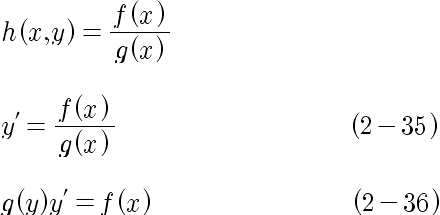 h(x,y) = f(x) / g(x)
y′ = f(x) / g(x) (2−35)
g(y)y′ = f(x) (2−36)